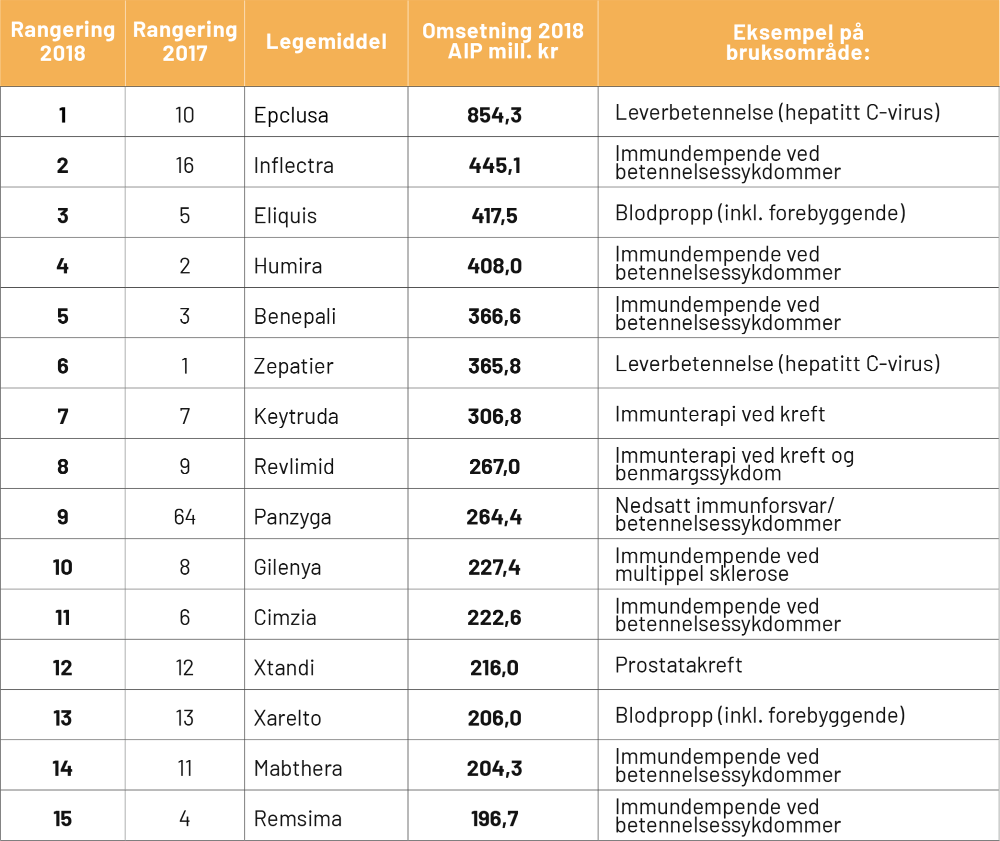 Rangering 2018
Rangering 2017
Legemiddel
Omsetning 2018 AIP mill. kr
Eksempel på bruksområde:
1 10 Epclusa 854,3 Leverbetennelse (hepatitt C-virus)
2 16 Inflectra 445,1 Immundempende ved
betennelsessykdommer
3 5 Eliquis 417,5 Blodpropp (inkl. forebyggende)
4 2 Humira 408,0 Immundempende ved
betennelsessykdommer
5 3 Benepali 366,6 Immundempende ved
betennelsessykdommer
6 1 Zepatier 365,8 Leverbetennelse (hepatitt C-virus)
7 7 Keytruda 306,8 Immunterapi ved kreft
8 9 Revlimid 267,0 Immunterapi ved kreft og
benmargssykdom
9 64 Panzyga 264,4 Nedsatt immunforsvar/
betennelsessykdommer
10 8 Gilenya 227,4 Immundempende ved
multippel sklerose
11 6 Cimzia 222,6 Immundempende ved
betennelsessykdommer
12 12 Xtandi 216,0 Prostatakreft
13 13 Xarelto 206,0 Blodpropp (inkl. forebyggende)
14 11 Mabthera 204,3 Immundempende ved
betennelsessykdommer
15 4 Remsima 196,7 Immundempende ved
betennelsessykdommer